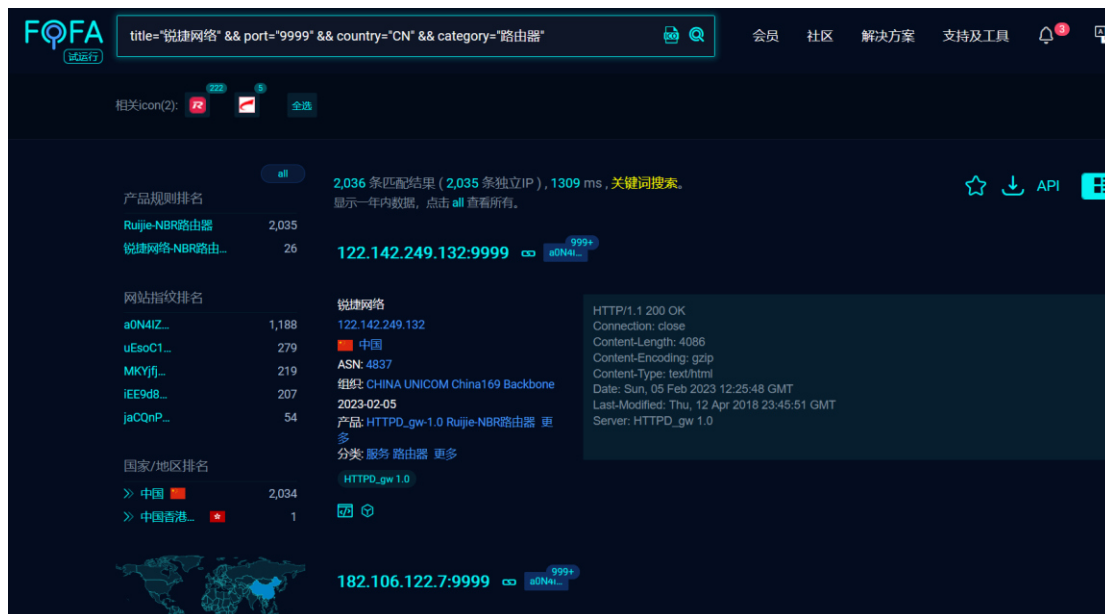 FOFA
试运行
title="锐捷网络" && port="9999" && country="CN" && category="路由器"
会员 社区 解决方案 支持及工具 3
相关icon(2): 222 5 全选
all
产品规则排名
Ruijie-NBR路由器 2,035
锐捷网络-NBR路由... 26
网站指纹排名
a0N4IZ... 1,188
uEsoC1... 279
MKYjfj... 219
iEE9d8... 207
jaCQnP... 54
国家/地区排名
中国 2,034
中国香港... 1
2,036 条匹配结果 ( 2,035 条独立IP ) , 1309 ms , 关键词搜索。
显示一年内数据，点击 all 查看所有。
API
122.142.249.132:9999 a0N4I... 999+
锐捷网络
122.142.249.132
中国
ASN: 4837
组织: CHINA UNICOM China169 Backbone
2023-02-05
产品: HTTPD_gw-1.0 Ruijie-NBR路由器 更
多
分类: 服务 路由器 更多
HTTPD_gw 1.0
HTTP/1.1 200 OK
Connection: close
Content-Length: 4086
Content-Encoding: gzip
Content-Type: text/html
Date: Sun, 05 Feb 2023 12:25:48 GMT
Last-Modified: Thu, 12 Apr 2018 23:45:51 GMT
Server: HTTPD_gw 1.0
182.106.122.7:9999 a0N4I... 999+